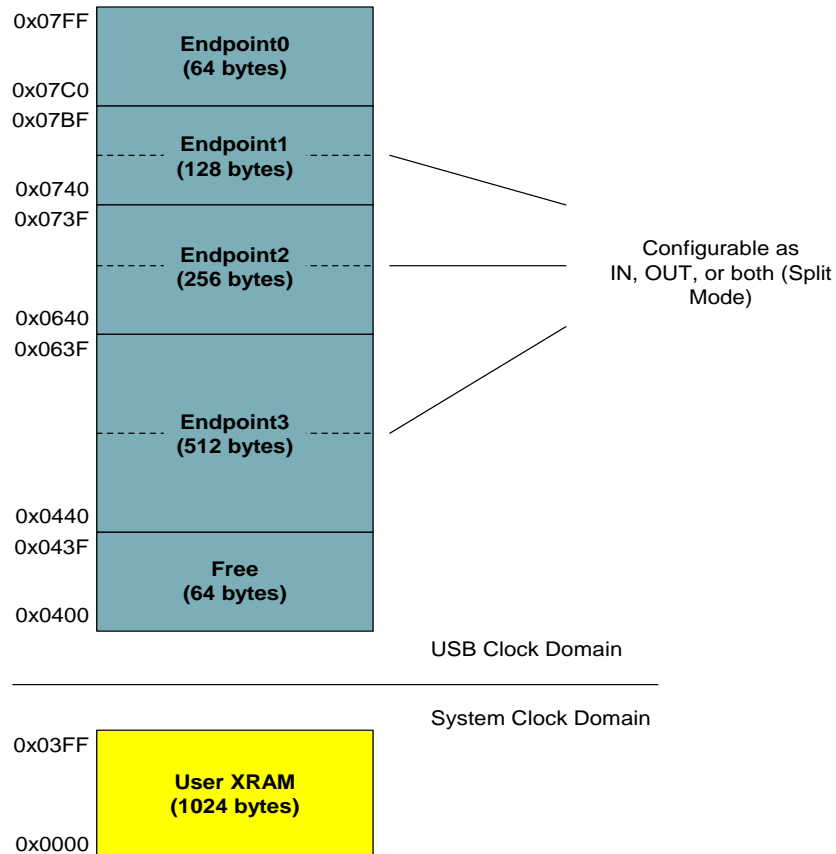 0x07FF
Endpoint0
(64 bytes)
0x07C0
0x07BF
Endpoint1
(128 bytes)
0x0740
0x073F
Endpoint2
(256 bytes)
0x0640
0x063F
Endpoint3
(512 bytes)
0x0440
0x043F
Free
(64 bytes)
0x0400
Configurable as
IN, OUT, or both (Split
Mode)
USB Clock Domain
System Clock Domain
0x03FF
User XRAM
(1024 bytes)
0x0000